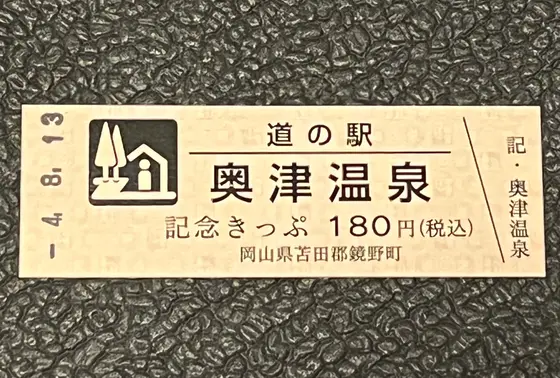 -4.8.13
道の駅
奥津温泉
記念きっぷ 180円(税込)
岡山県苫田郡鏡野町
記・奥津温泉